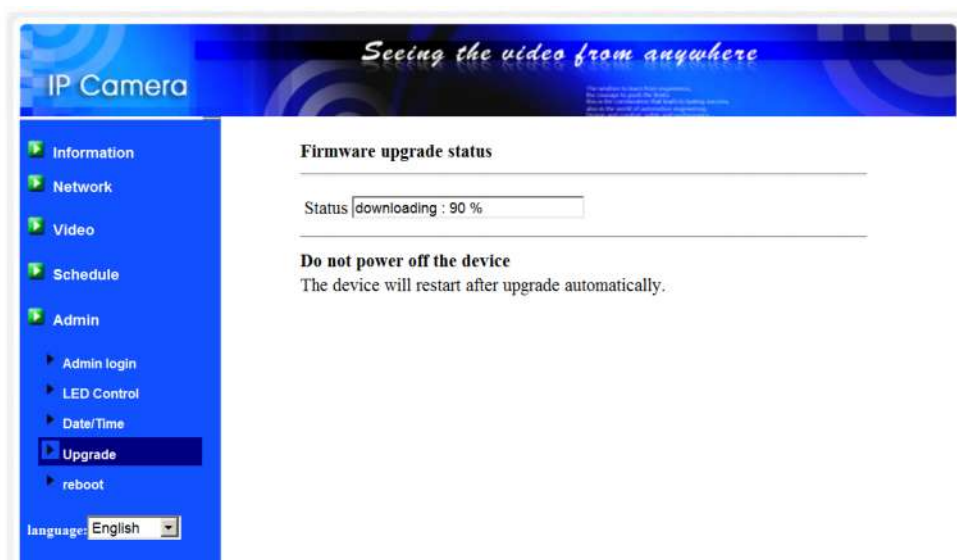 Seeing the video from anywhere
IP Camera
Information
Network
Video
Schedule
Admin
Admin login
LED Control
Date/Time
Upgrade
reboot
language: English
Firmware upgrade status
Status downloading : 90 %
Do not power off the device
The device will restart after upgrade automatically.